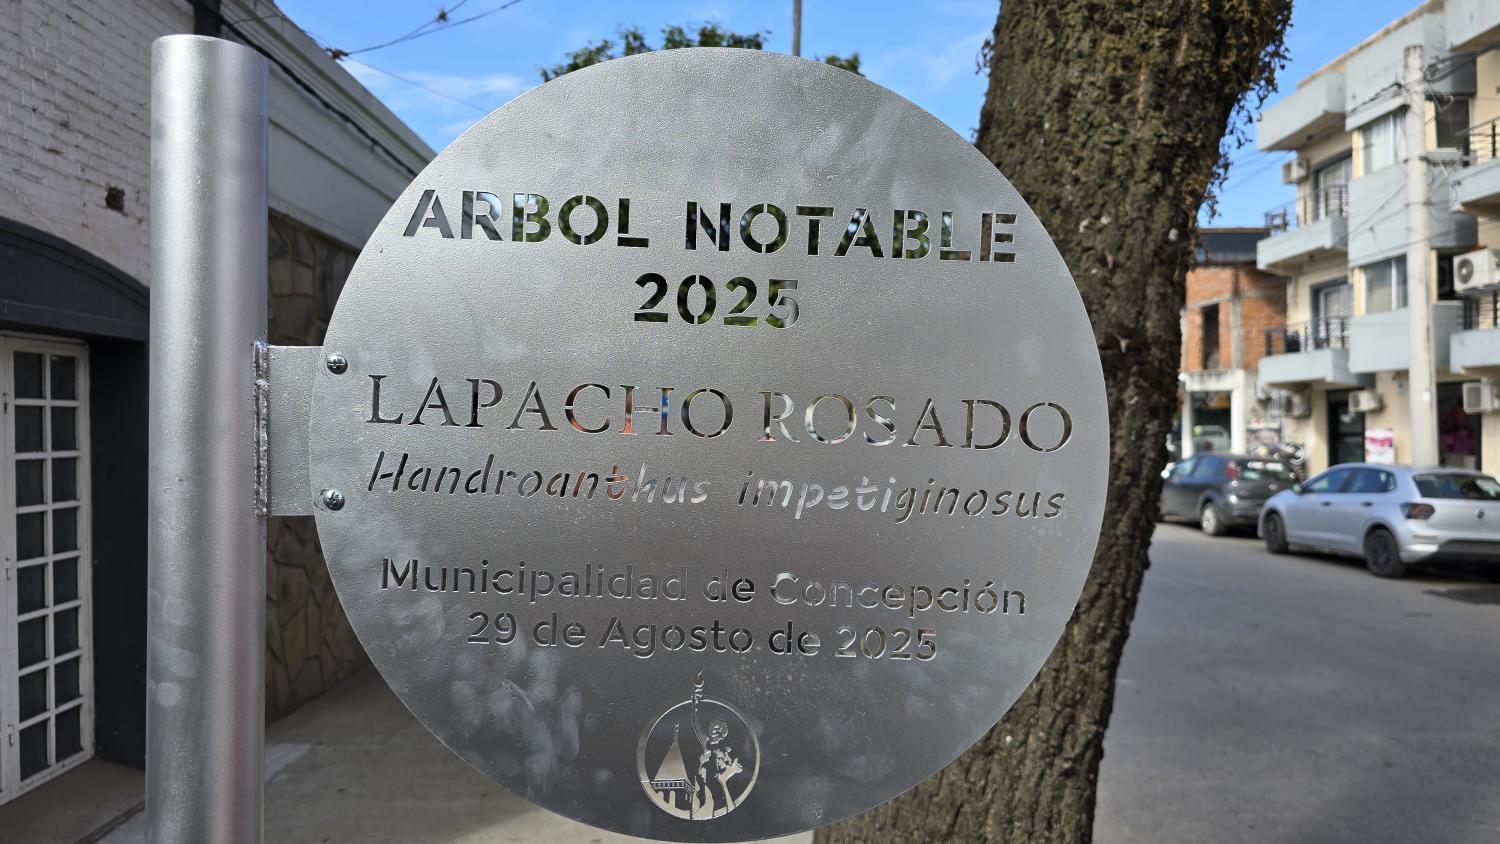 ARBOL NOTABLE
2025
LAPACHO ROSADO
Handroanthus impetiginosus
Municipalidad de Concepción
29 de Agosto de 2025